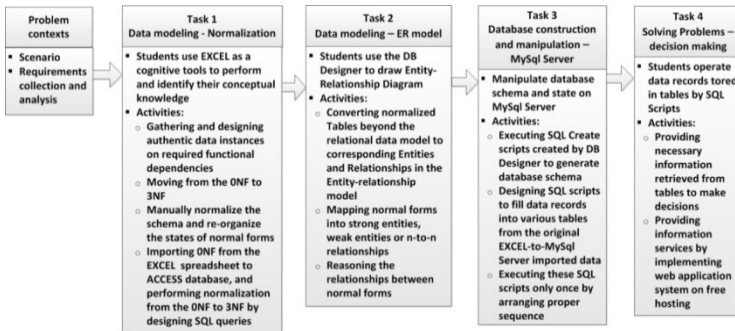 Problem
contexts
▪ Scenario
▪ Requirements
collection and
analysis
Task 1
Data modeling - Normalization
▪ Students use EXCEL as a
cognitive tools to perform
and identify their conceptual
knowledge
▪ Activities:
o Gathering and designing
authentic data instances
on required functional
dependencies
o Moving from the 0NF to
3NF
o Manually normalize the
schema and re-organize
the states of normal forms
o Importing 0NF from the
EXCEL spreadsheet to
ACCESS database, and
performing normalization
from the 0NF to 3NF by
designing SQL queries
Task 2
Data modeling – ER model
▪ Students use the DB
Designer to draw Entity-
Relationship Diagram
▪ Activities:
o Converting normalized
Tables beyond the
relational data model to
corresponding Entities
and Relationships in the
Entity-relationship
model
o Mapping normal forms
into strong entities,
weak entities or n-to-n
relationships
o Reasoning the
relationships between
normal forms
Task 3
Database construction
and manipulation –
MySql Server
▪ Manipulate database
schema and state on
MySql Server
▪ Activities:
o Executing SQL Create
scripts created by DB
Designer to generate
database schema
o Designing SQL scripts
to fill data records
into various tables
from the original
EXCEL-to-MySql
Server imported data
o Executing these SQL
scripts only once by
arranging proper
sequence
Task 4
Solving Problems –
decision making
▪ Students operate
data records tored
in tables by SQL
Scripts
▪ Activities:
o Providing
necessary
information
retrieved from
tables to make
decisions
o Providing
information
services by
implementing
web application
system on free
hosting